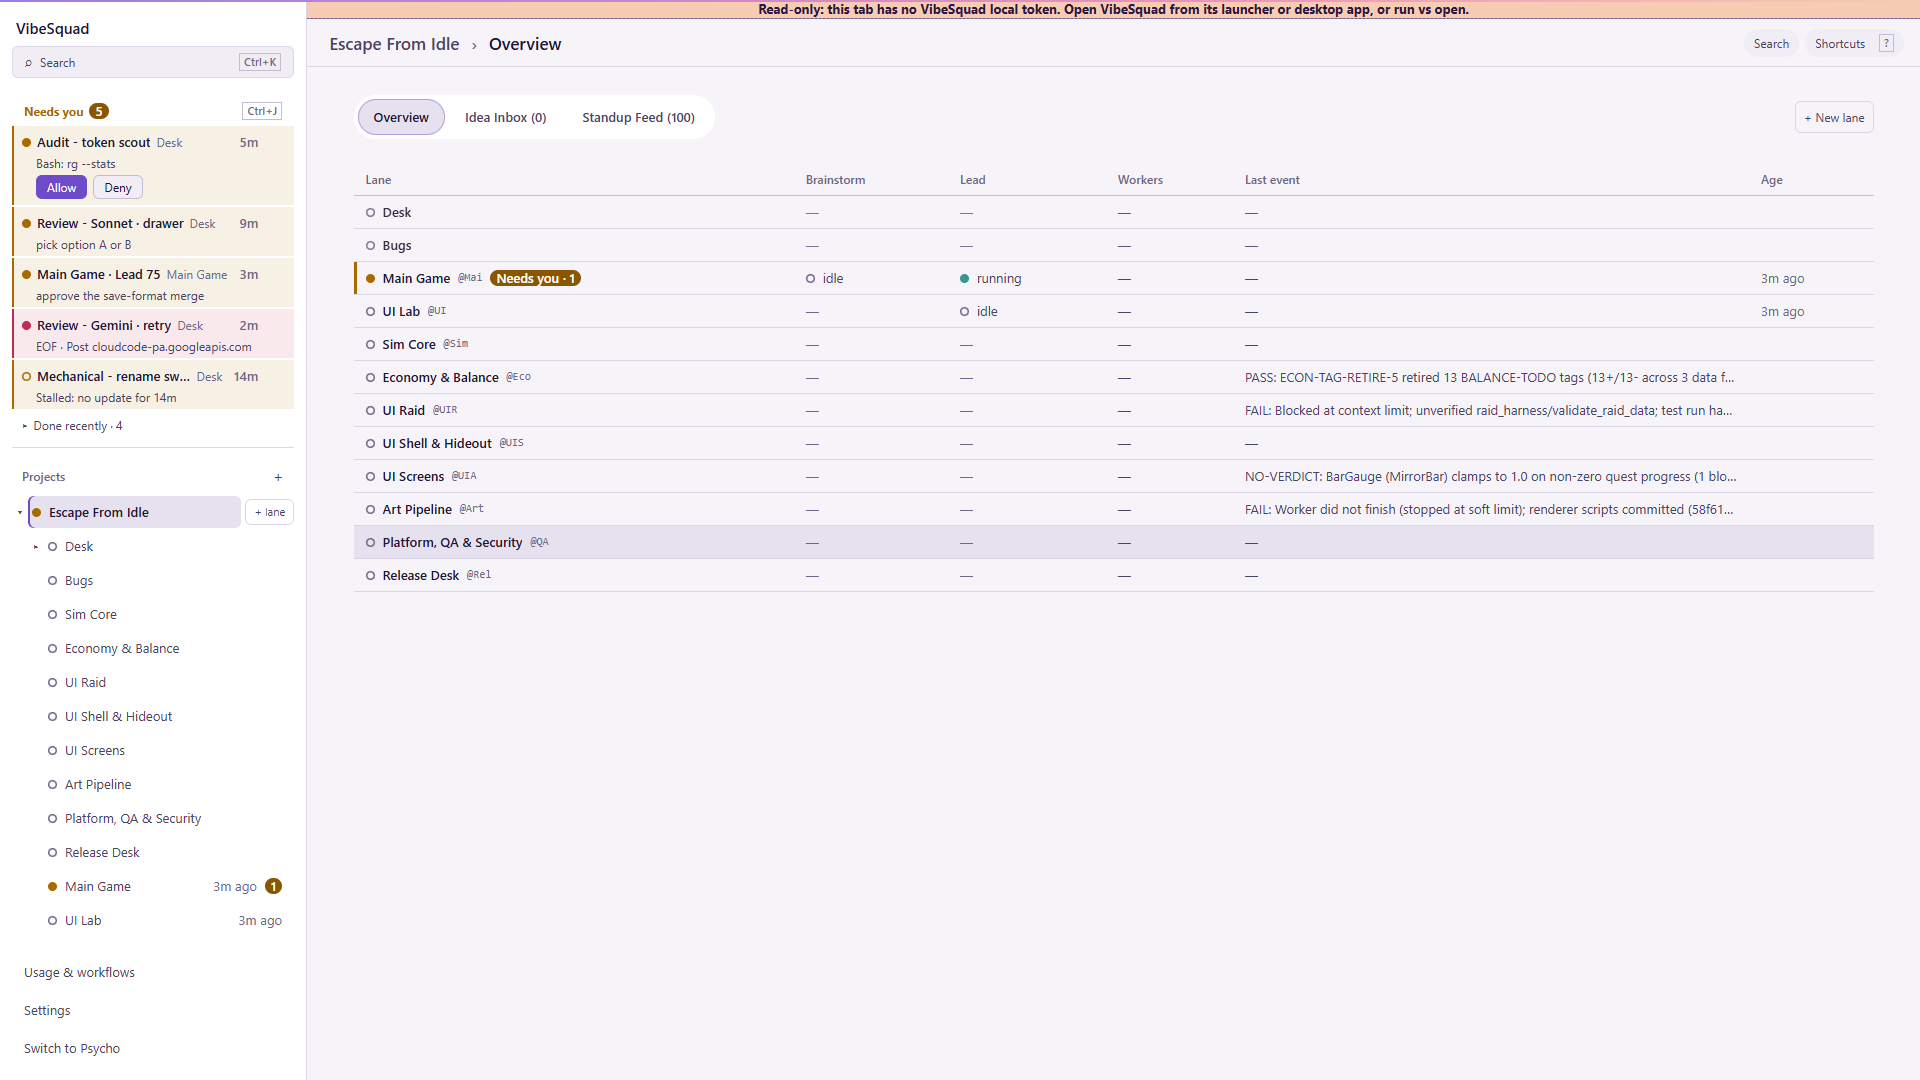 Read-only: this tab has no VibeSquad local token. Open VibeSquad from its launcher or desktop app, or run vs open.
VibeSquad
Search Ctrl+K
Needs you 5 Ctrl+J
Audit - token scout Desk 5m
Bash: rg --stats
Allow Deny
Review - Sonnet · drawer Desk 9m
pick option A or B
Main Game · Lead 75 Main Game 3m
approve the save-format merge
Review - Gemini · retry Desk 2m
EOF · Post cloudcode-pa.googleapis.com
Mechanical - rename sw... Desk 14m
Stalled: no update for 14m
Done recently · 4
Projects +
Escape From Idle + lane
Desk
Bugs
Sim Core
Economy & Balance
UI Raid
UI Shell & Hideout
UI Screens
Art Pipeline
Platform, QA & Security
Release Desk
Main Game 3m ago 1
UI Lab 3m ago
Usage & workflows
Settings
Switch to Psycho
Escape From Idle › Overview
Search Shortcuts ?
Overview Idea Inbox (0) Standup Feed (100) + New lane
Lane Brainstorm Lead Workers Last event Age
Desk — — — —
Bugs — — — —
Main Game @Mai Needs you · 1 idle running — — 3m ago
UI Lab @UI — idle — — 3m ago
Sim Core @Sim — — — —
Economy & Balance @Eco — — — PASS: ECON-TAG-RETIRE-5 retired 13 BALANCE-TODO tags (13+/13- across 3 data f...
UI Raid @UIR — — — FAIL: Blocked at context limit; unverified raid_harness/validate_raid_data; test run ha...
UI Shell & Hideout @UIS — — — —
UI Screens @UIA — — — NO-VERDICT: BarGauge (MirrorBar) clamps to 1.0 on non-zero quest progress (1 blo...
Art Pipeline @Art — — — FAIL: Worker did not finish (stopped at soft limit); renderer scripts committed (58f61...
Platform, QA & Security @QA — — — —
Release Desk @Rel — — — —